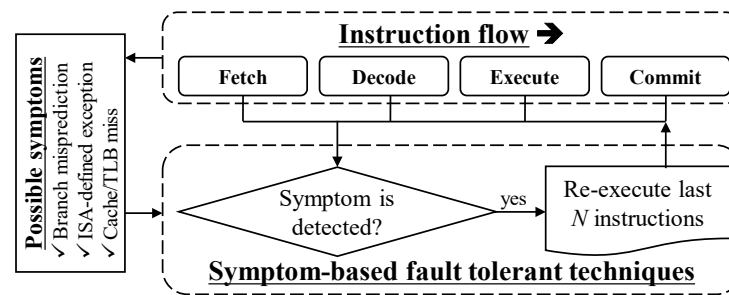 Instruction flow ➔
Fetch
Decode
Execute
Commit
Possible symptoms
✓ Branch misprediction
✓ ISA-defined exception
✓ Cache/TLB miss
Symptom is
detected?
yes
Re-execute last
N instructions
Symptom-based fault tolerant techniques